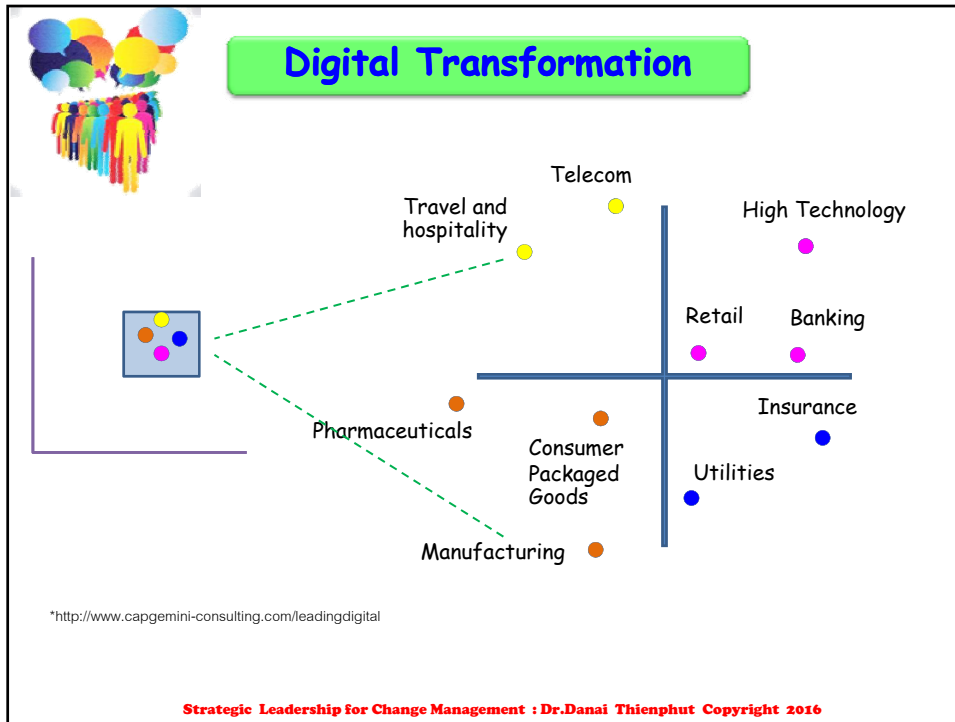 Digital Transformation
Telecom
Travel and
hospitality
High Technology
Retail
Banking
Pharmaceuticals
Consumer
Packaged
Goods
Insurance
Utilities
Manufacturing
*http://www.capgemini-consulting.com/leadingdigital
Strategic Leadership for Change Management : Dr.Danai Thienphut Copyright 2016